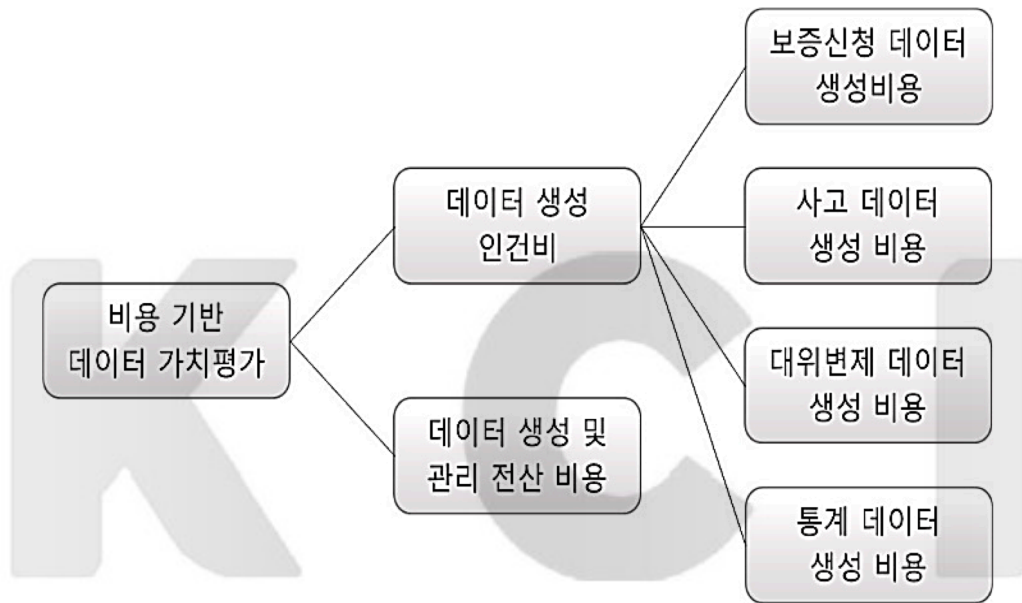 보증신청 데이터
생성비용
데이터 생성
인건비
사고 데이터
생성 비용
비용 기반
데이터 가치평가
대위변제 데이터
생성 비용
데이터 생성 및
관리 전산 비용
통계 데이터
생성 비용
KCI